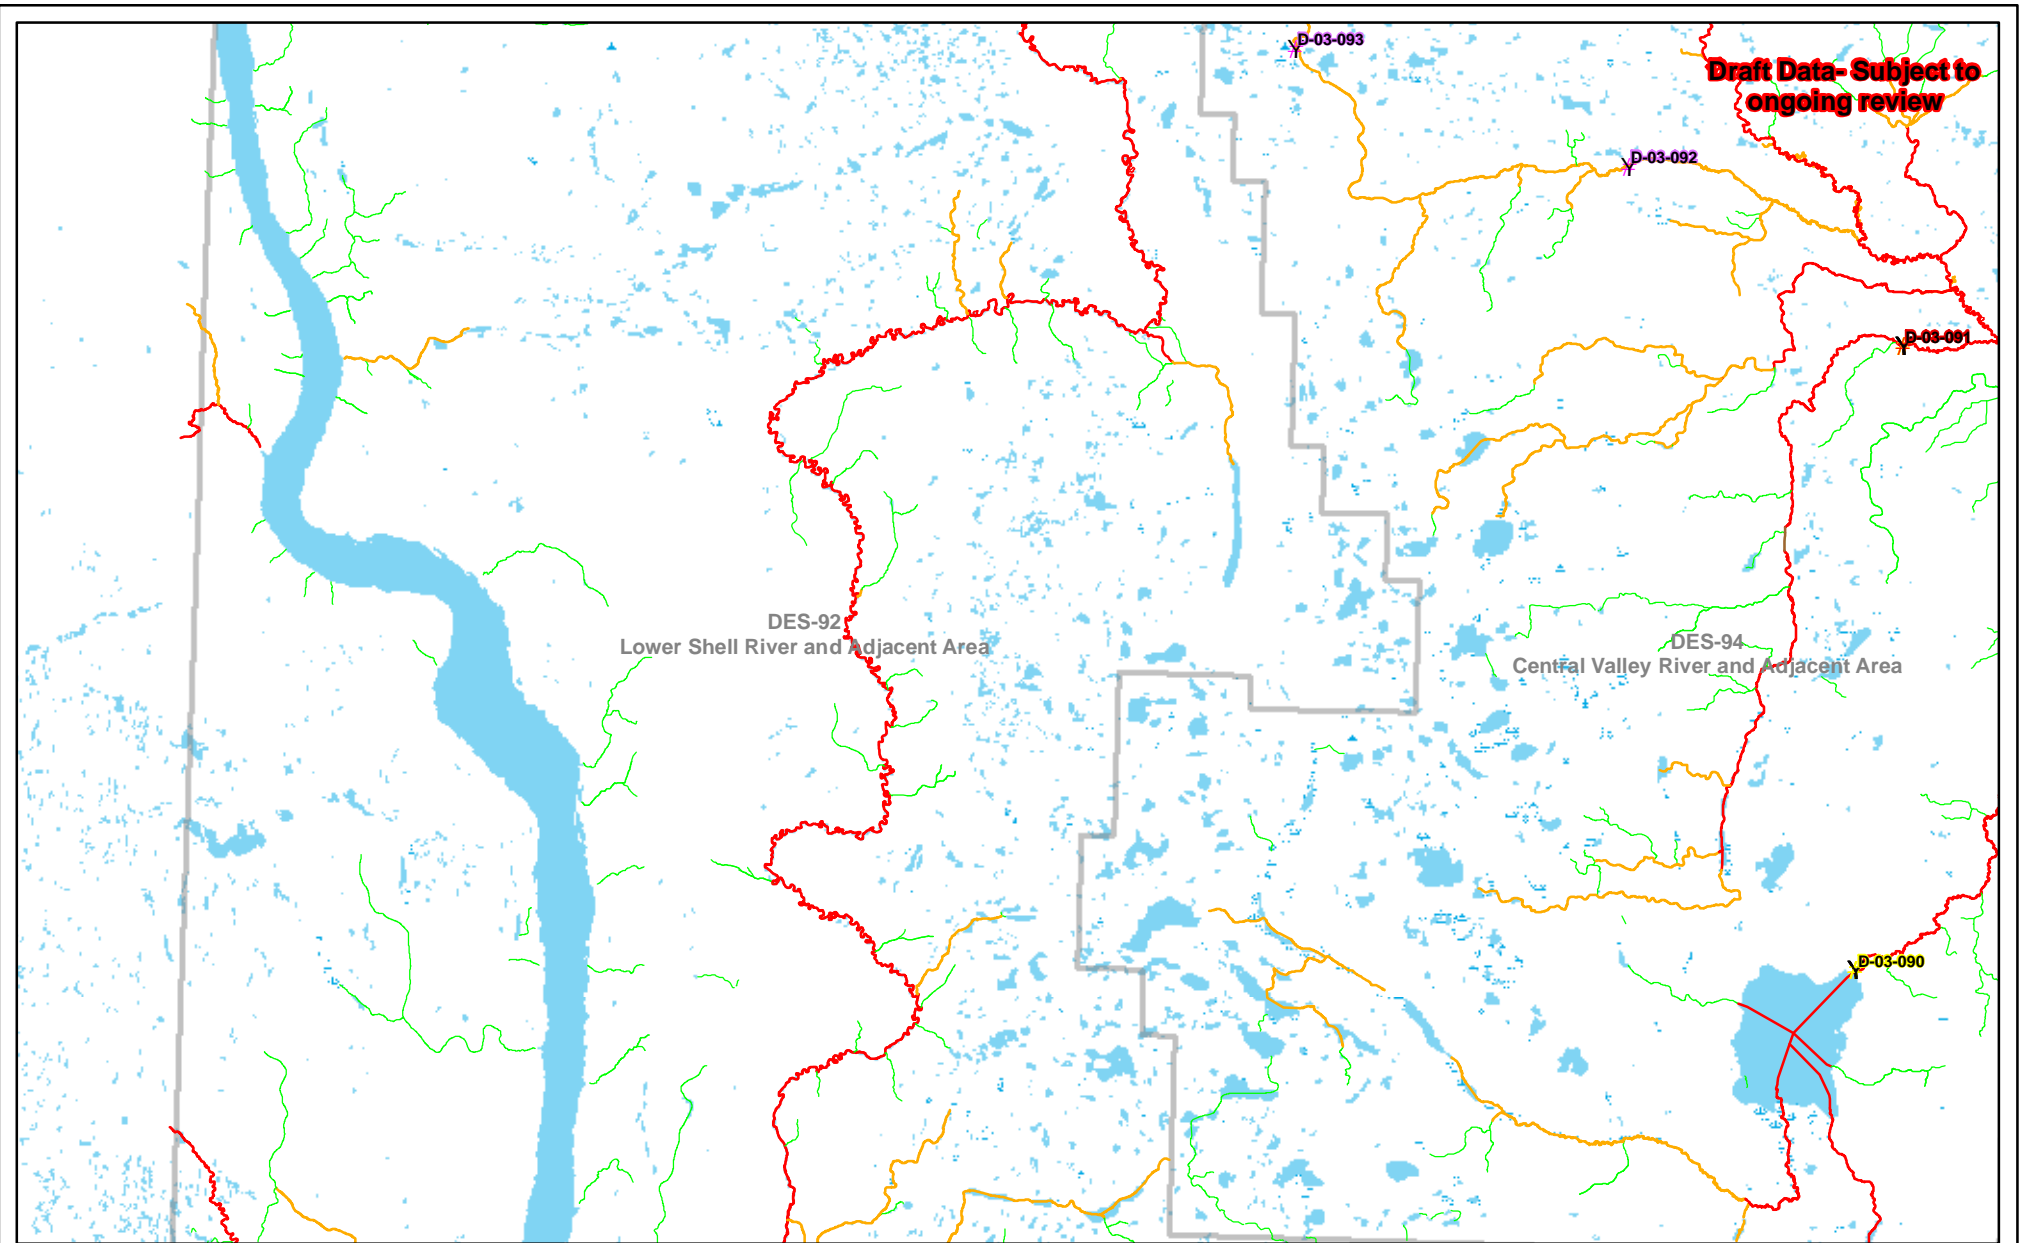 D-03-093
Draft Data- Subject to
ongoing review
D-03-092
D-03-091
DES-92
Lower Shell River and Adjacent Area
DES-94
Central Valley River and Adjacent Area
D-03-090